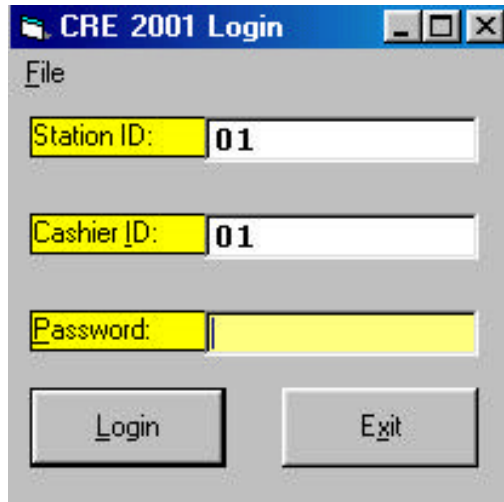 CRE 2001 Login
File
Station ID: 01
Cashier ID: 01
Password:
Login Exit